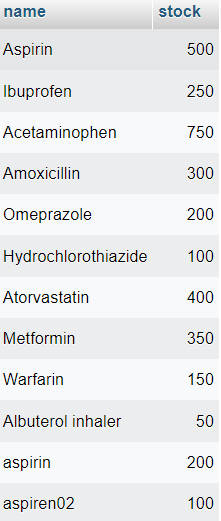 name stock
Aspirin 500
Ibuprofen 250
Acetaminophen 750
Amoxicillin 300
Omeprazole 200
Hydrochlorothiazide 100
Atorvastatin 400
Metformin 350
Warfarin 150
Albuterol inhaler 50
aspirin 200
aspiren02 100